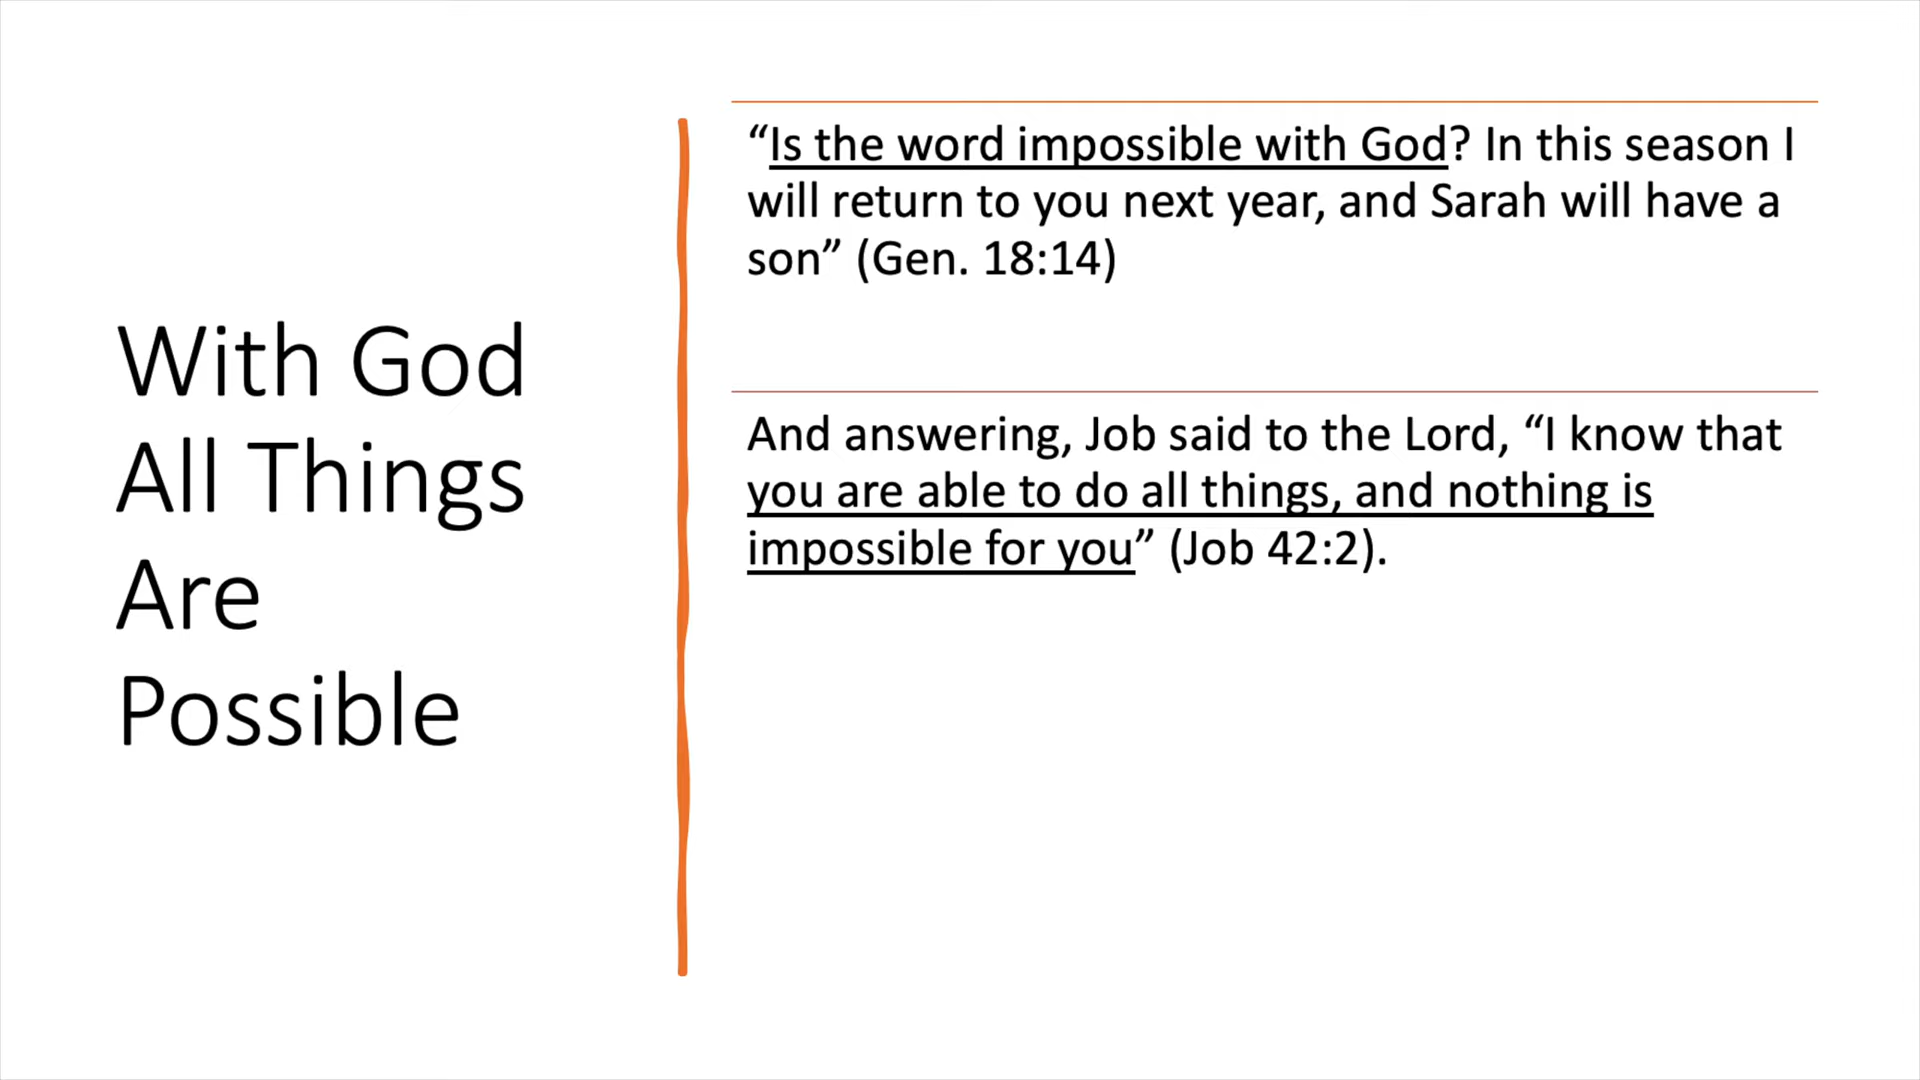 With God
All Things
Are
Possible
“Is the word impossible with God? In this season I
will return to you next year, and Sarah will have a
son” (Gen. 18:14)
And answering, Job said to the Lord, “I know that
you are able to do all things, and nothing is
impossible for you” (Job 42:2).